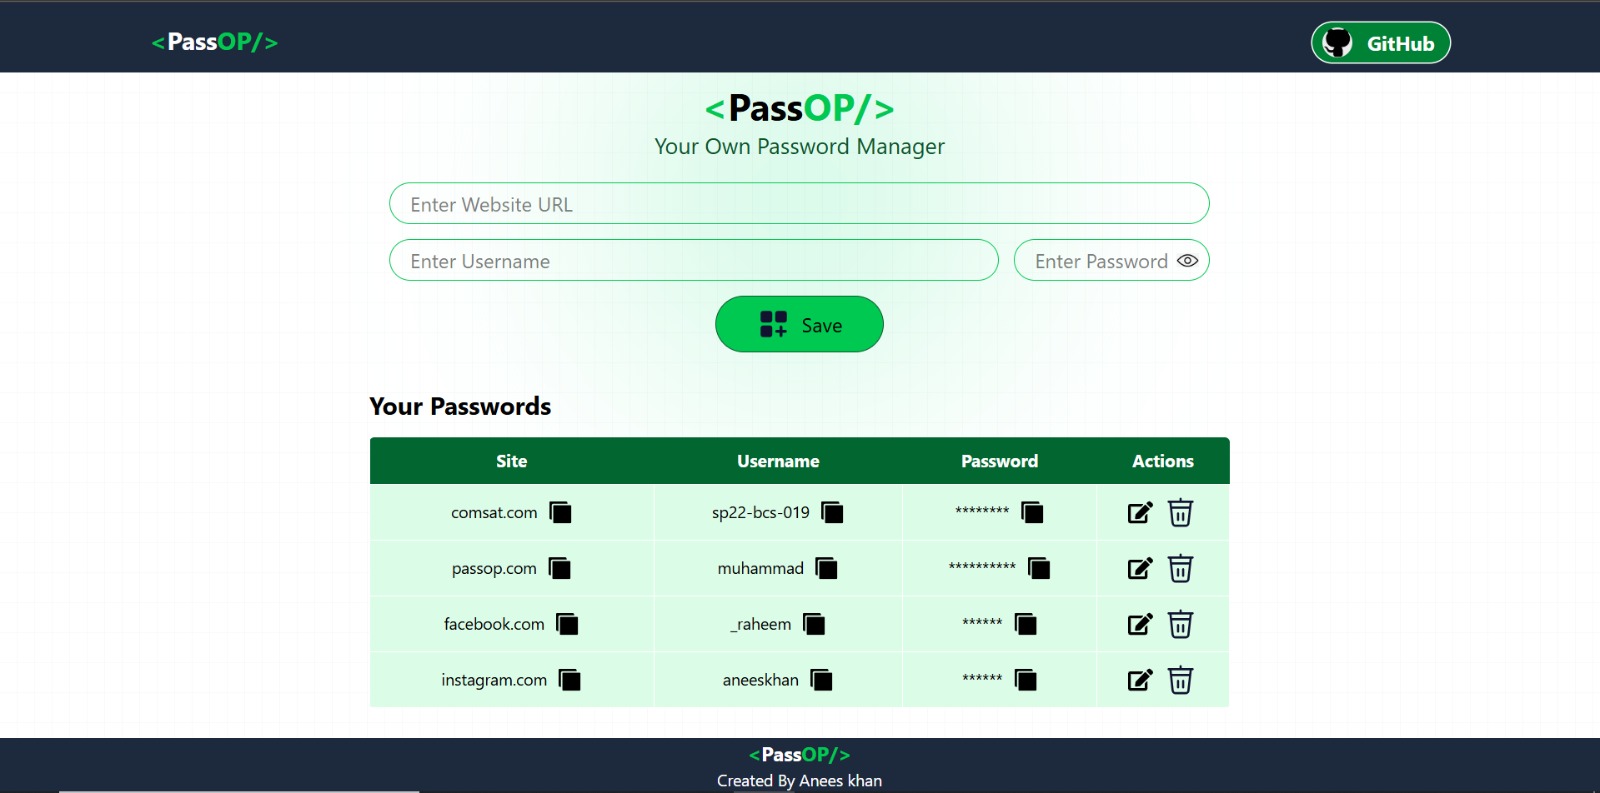 <PassOP/>
GitHub
<PassOP/>
Your Own Password Manager
Enter Website URL
Enter Username Enter Password
Save
Your Passwords
Site Username Password Actions
comsat.com sp22-bcs-019 ********
passop.com muhammad **********
facebook.com _raheem ******
instagram.com aneeskhan ******
<PassOP/>
Created By Anees khan